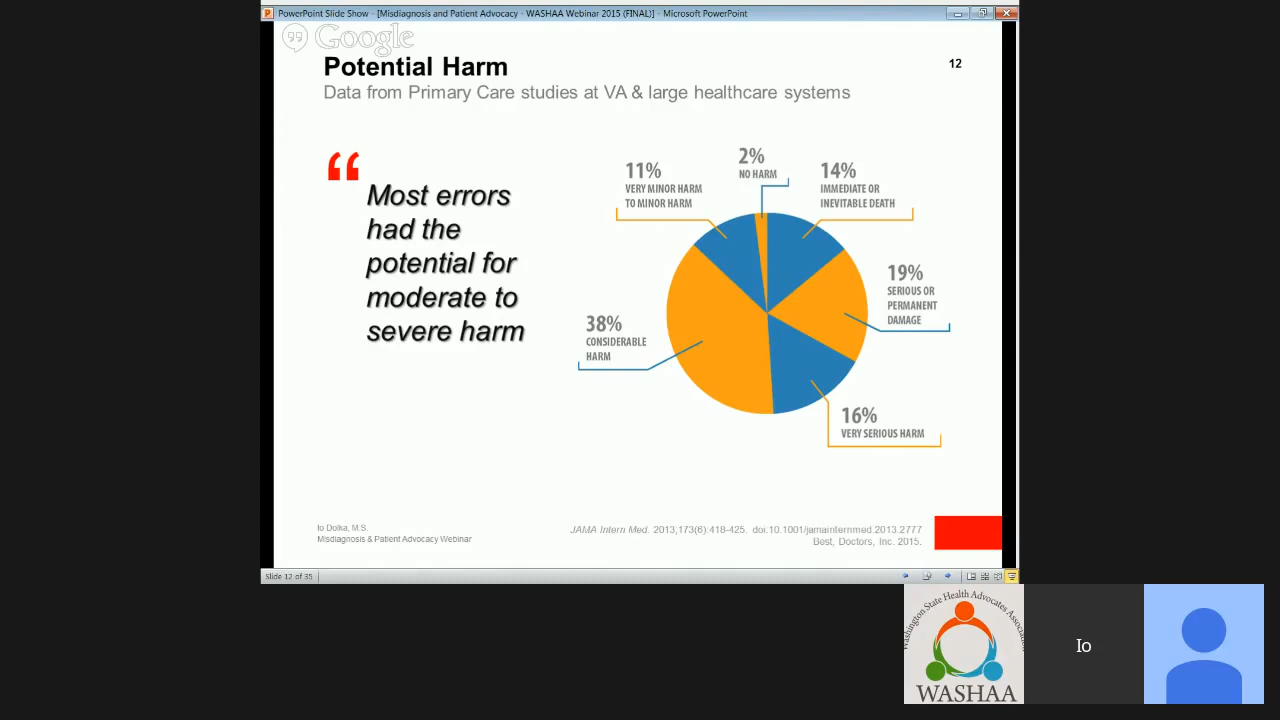 PowerPoint Slide Show - [Misdiagnosis and Patient Advocacy - WASHAA Webinar 2015 (FINAL)] - Microsoft PowerPoint
Google
Potential Harm
12
Data from Primary Care studies at VA & large healthcare systems
“
Most errors
had the
potential for
moderate to
severe harm
11%
VERY MINOR HARM
TO MINOR HARM
2%
NO HARM
14%
IMMEDIATE OR
INEVITABLE DEATH
19%
SERIOUS OR
PERMANENT
DAMAGE
38%
CONSIDERABLE
HARM
16%
VERY SERIOUS HARM
Io Dolka, M.S.
Misdiagnosis & Patient Advocacy Webinar
JAMA Intern Med. 2013;173(6):418-425. doi:10.1001/jamainternmed.2013.2777
Best, Doctors, Inc. 2015.
Slide 12 of 35
Washington State Health Advocates Association
WASHAA
Io